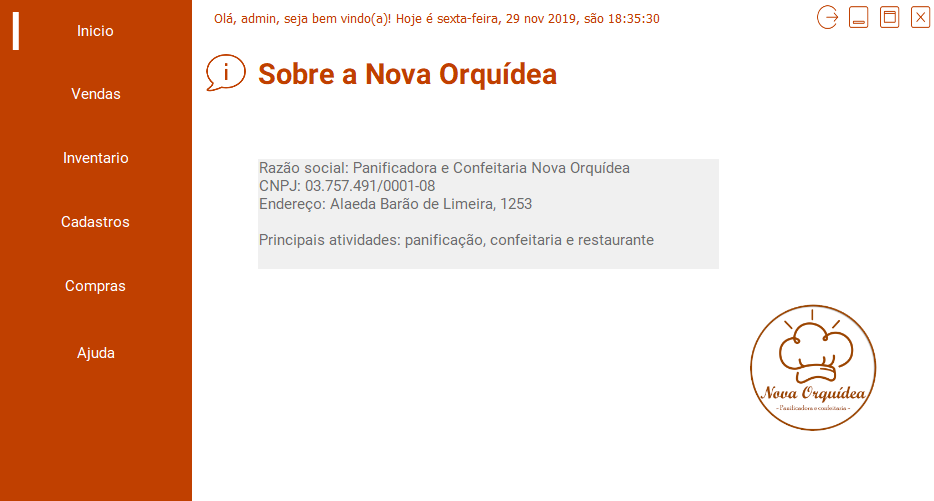 Olá, admin, seja bem vindo(a)! Hoje é sexta-feira, 29 nov 2019, são 18:35:30
Inicio
Vendas
Inventario
Cadastros
Compras
Ajuda
Sobre a Nova Orquídea
Razão social: Panificadora e Confeitaria Nova Orquídea
CNPJ: 03.757.491/0001-08
Endereço: Alaeda Barão de Limeira, 1253
Principais atividades: panificação, confeitaria e restaurante
Nova Orquídea
- Panificadora e confeitaria -